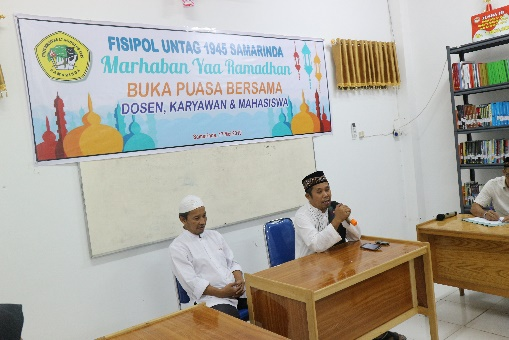 FISIPOL UNTAG 1945 SAMARINDA
Marhaban Yaa Ramadhan
BUKA PUASA BERSAMA
DOSEN, KARYAWAN & MAHASISWA